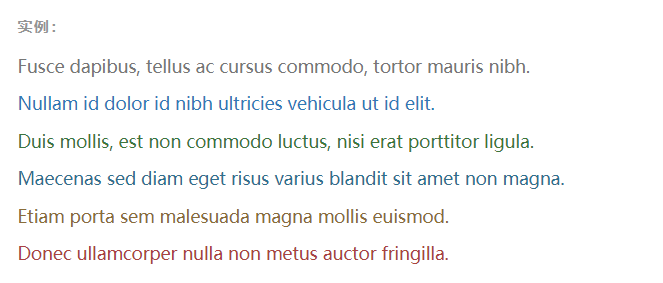 实例：
Fusce dapibus, tellus ac cursus commodo, tortor mauris nibh.
Nullam id dolor id nibh ultricies vehicula ut id elit.
Duis mollis, est non commodo luctus, nisi erat porttitor ligula.
Maecenas sed diam eget risus varius blandit sit amet non magna.
Etiam porta sem malesuada magna mollis euismod.
Donec ullamcorper nulla non metus auctor fringilla.